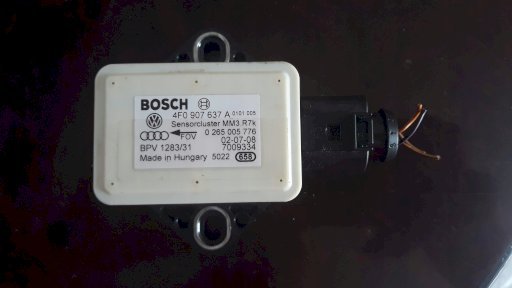 BOSCH
4F0 907 637 A 0101 005
Sensorcluster MM3 R7k
FOV 0 265 005 776
02-07-08
BPV 1283/31 7009334
Made in Hungary 5022 658